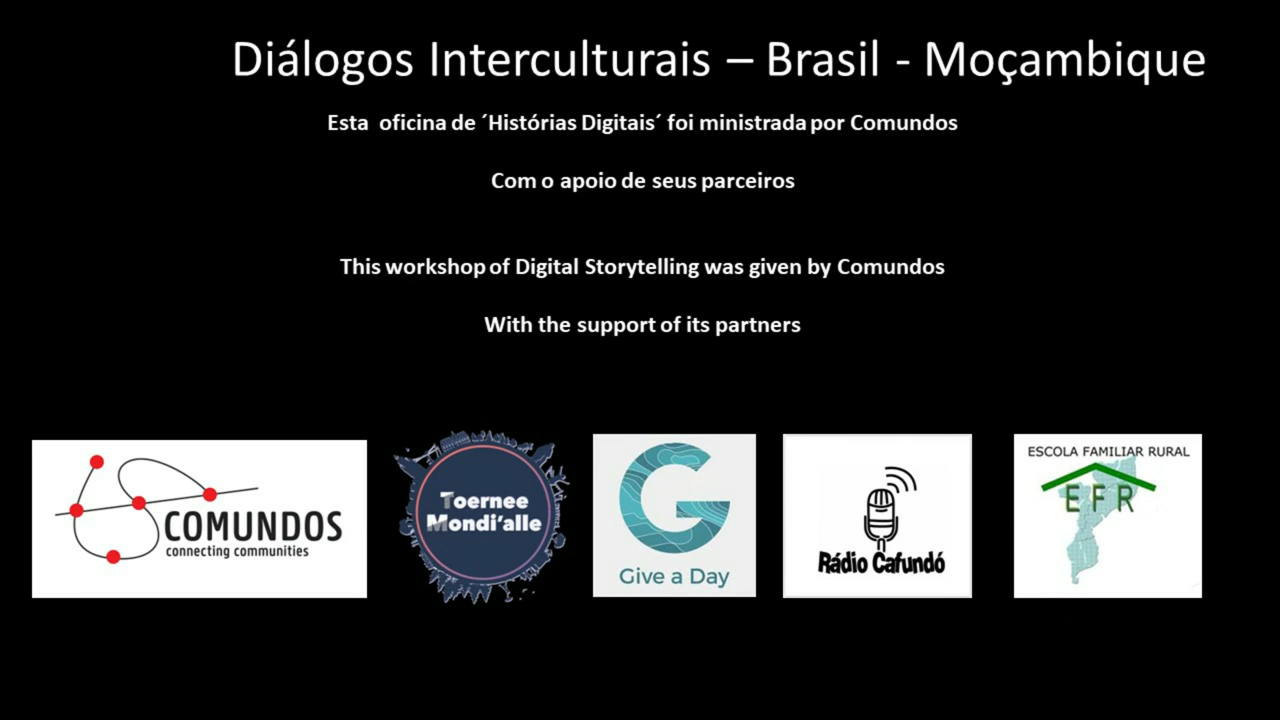 Diálogos Interculturais – Brasil - Moçambique
Esta oficina de ´Histórias Digitais´ foi ministrada por Comundos
Com o apoio de seus parceiros
This workshop of Digital Storytelling was given by Comundos
With the support of its partners
COMUNDOS
connecting communities
Toernee
Mondi'alle
G
Give a Day
Rádio Cafundó
ESCOLA FAMILIAR RURAL
EFR